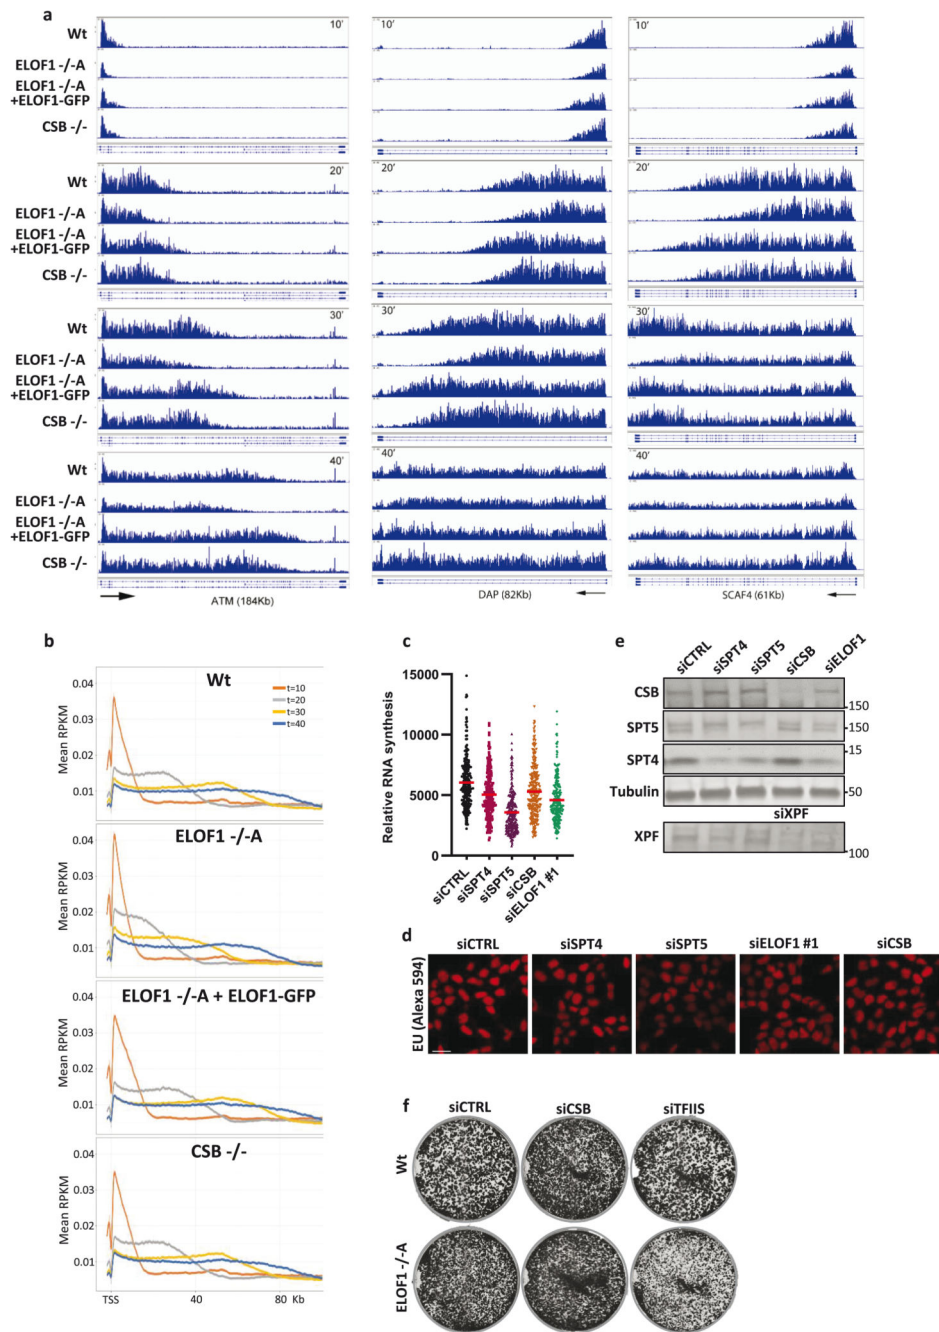 a
Wt
ELOF1 -/-A
ELOF1 -/-A
+ELOF1-GFP
CSB -/-
10’
10’
10’
Wt
ELOF1 -/-A
ELOF1 -/-A
+ELOF1-GFP
CSB -/-
20’
20’
20’
Wt
ELOF1 -/-A
ELOF1 -/-A
+ELOF1-GFP
CSB -/-
30’
30’
30’
Wt
ELOF1 -/-A
ELOF1 -/-A
+ELOF1-GFP
CSB -/-
40’
40’
40’
ATM (184Kb)
DAP (82Kb)
SCAF4 (61Kb)
b
Wt
Mean RPKM
0.04
0.03
0.02
0.01
t=10
t=20
t=30
t=40
ELOF1 -/-A
Mean RPKM
0.04
0.03
0.02
0.01
ELOF1 -/-A + ELOF1-GFP
Mean RPKM
0.04
0.03
0.02
0.01
CSB -/-
Mean RPKM
0.04
0.03
0.02
0.01
TSS 40 80 Kb
c
Relative RNA synthesis
15000
15000
5000
0
siCTRL
siSPT4
siSPT5
siCSB
siELOF1 #1
e
siCTRL siSPT4 siSPT5 siCSB siELOF1
CSB 150
SPT5 150
15
SPT4
Tubulin 50
siXPF
XPF 100
d
siCTRL siSPT4 siSPT5 siELOF1 #1 siCSB
EU (Alexa 594)
f
siCTRL siCSB siTFIIS
Wt
ELOF1 -/-A